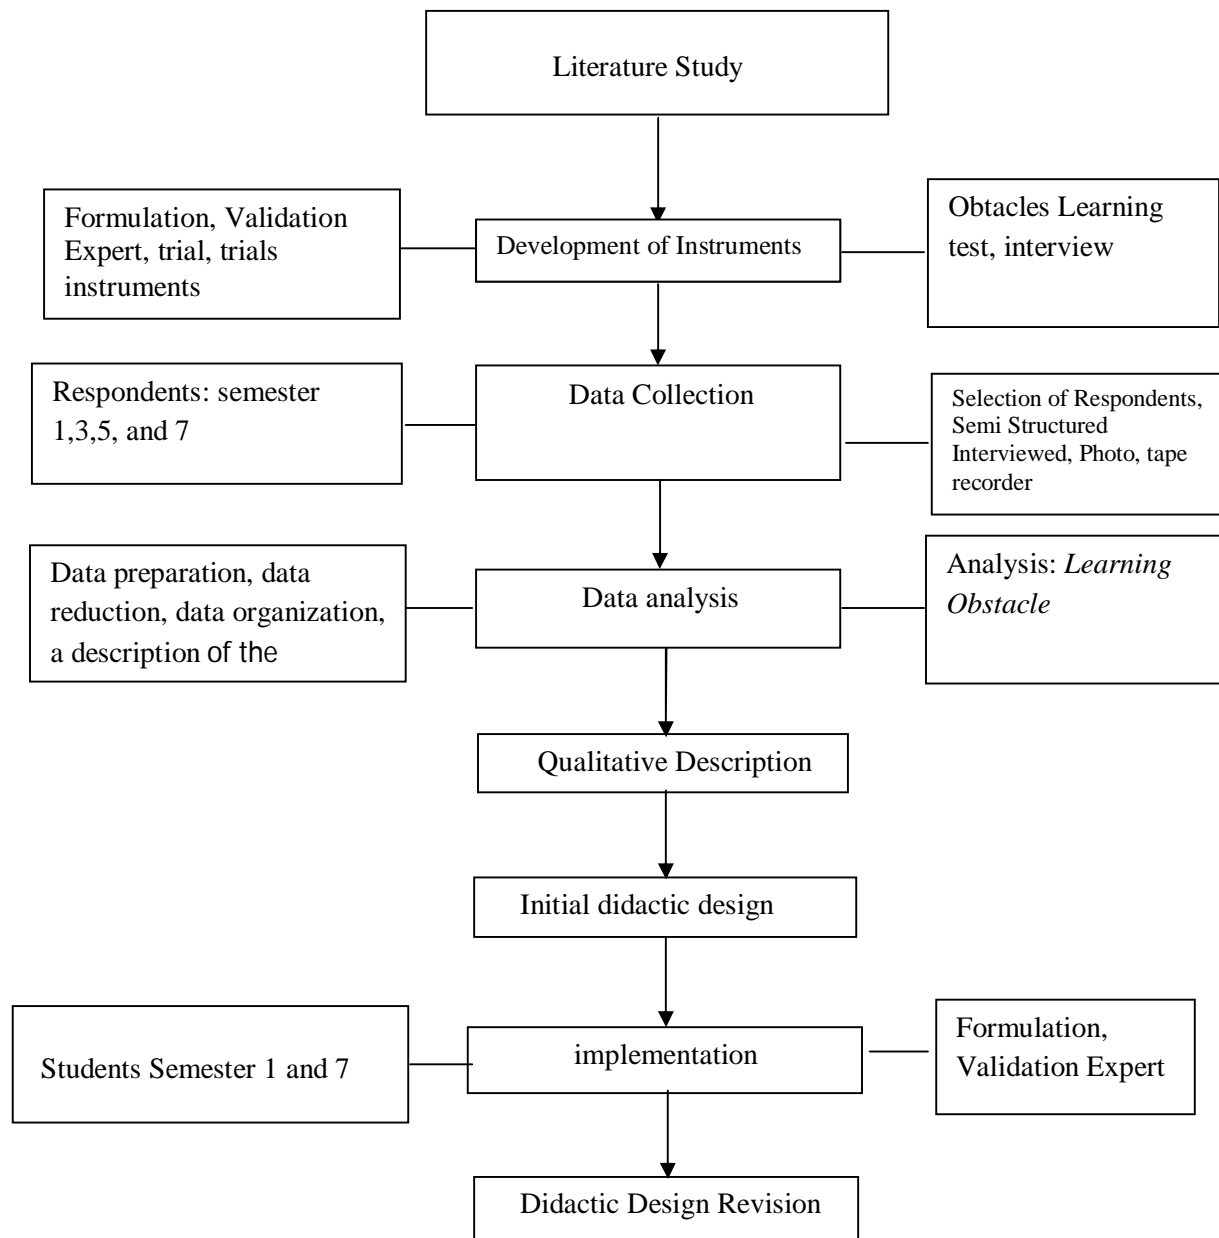 Literature Study
Formulation, Validation
Expert, trial, trials
instruments
Development of Instruments
Obtacles Learning
test, interview
Respondents: semester
1,3,5, and 7
Data Collection
Selection of Respondents,
Semi Structured
Interviewed, Photo, tape
recorder
Data preparation, data
reduction, data organization,
a description of the
Data analysis
Analysis: Learning
Obstacle
Qualitative Description
Initial didactic design
Students Semester 1 and 7
implementation
Formulation,
Validation Expert
Didactic Design Revision